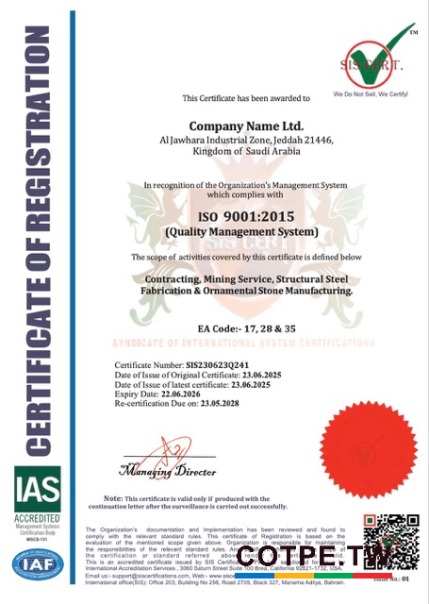 CERTIFICATE OF REGISTRATION
SIS CERT.
TM
We Do Not Sell, We Certify!
This Certificate has been awarded to
Company Name Ltd.
Al Jawhara Industrial Zone, Jeddah 21446,
Kingdom of Saudi Arabia
In recognition of the Organization's Management System
which complies with
ISO 9001:2015
(Quality Management System)
SIS CERT
The scope of activities covered by this certificate is defined below
Contracting, Mining Service, Structural Steel
Fabrication & Ornamental Stone Manufacturing.
EA Code:- 17, 28 & 35
SYNDICATE OF INTERNATIONAL SYSTEM CERTIFICATIONS
Certificate Number: SIS230623Q241
Date of Issue of Original Certificate: 23.06.2025
Date of Issue of latest certificate: 23.06.2025
Expiry Date: 22.06.2026
Re-certification Due on: 23.05.2028
Managing Director
Note: This certificate is valid only if produced with the
continuation letter after the surveillance is carried out successfully.
IAS
ACCREDITED
Management Systems
Certification Body
MSCB-131
IAF
The Organization's documentation and Implementation has been reviewed and found to
comply with the relevant standard rules. This certificate of Registration is based on
evaluation of the mentioned scope given above. Organization is responsible for maintaining
the responsibilities of the relevant standard rules.
the certification or standard referred above
This is an accredited certificate issued by SIS
International Accreditation Services, 3060 Saturn Street Suite 100 Brea, California 92821-1732, USA.
Email us:- support@siscertifications.com, Web:-
International office(SIS): Office 203, Building No 256, Road 2705, Block 327, Manama Adliya, Bahrain.
COTPE.TW
Issue No.: 01